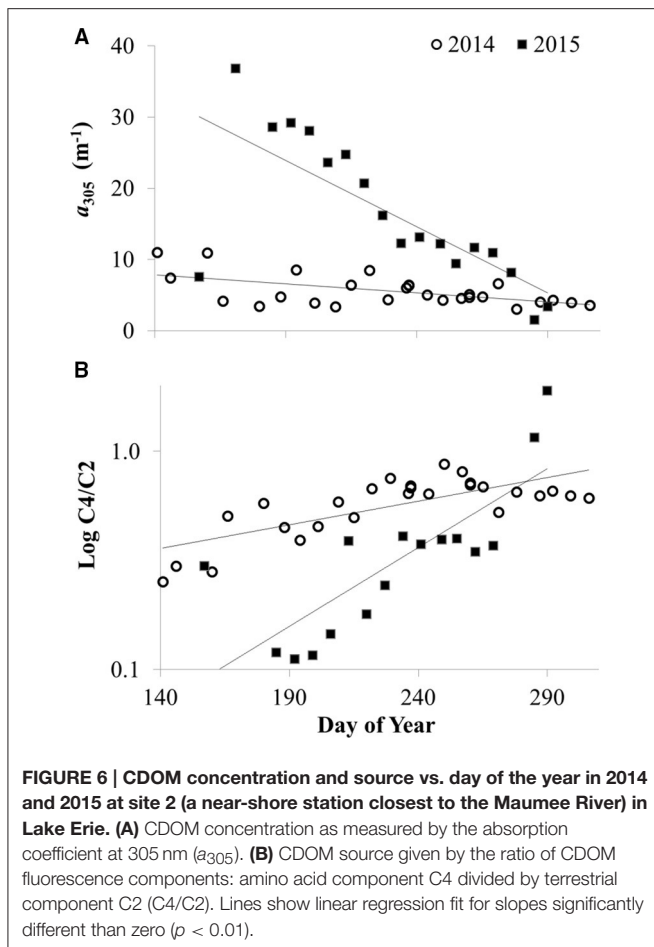 A
○ 2014 ■ 2015
40
30
20
10
0
a305 (m-1)
140 190 240 290
B
1.0
0.1
Log C4/C2
140 190 240 290
Day of Year
FIGURE 6 | CDOM concentration and source vs. day of the year in 2014
and 2015 at site 2 (a near-shore station closest to the Maumee River) in
Lake Erie. (A) CDOM concentration as measured by the absorption
coefficient at 305 nm (a305). (B) CDOM source given by the ratio of CDOM
fluorescence components: amino acid component C4 divided by terrestrial
component C2 (C4/C2). Lines show linear regression fit for slopes significantly
different than zero (p < 0.01).